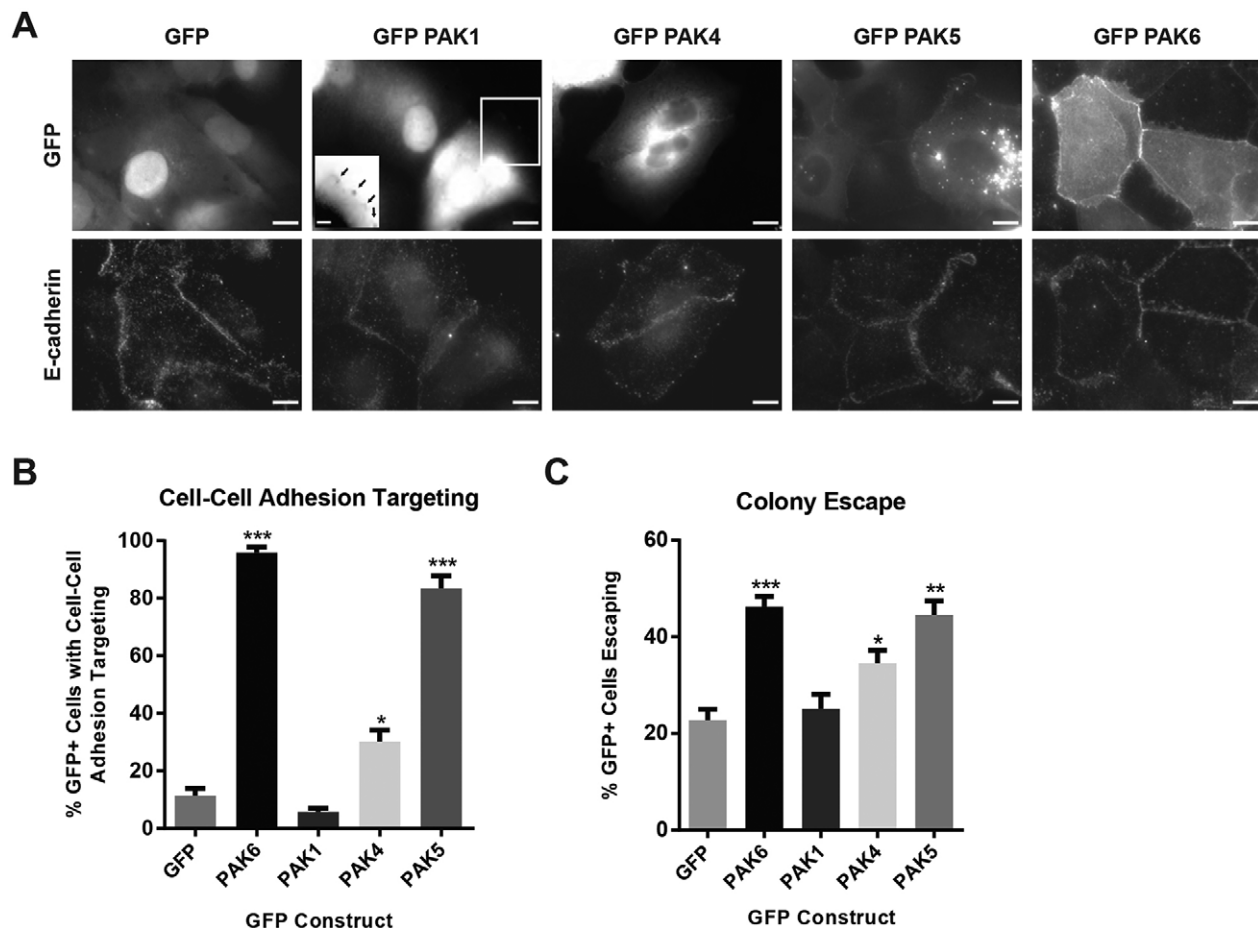 A
GFP GFP PAK1 GFP PAK4 GFP PAK5 GFP PAK6
GFP
E-cadherin
B
Cell-Cell Adhesion Targeting
% GFP+ Cells with Cell-Cell
Adhesion Targeting
100
80
60
40
20
0
***
*
***
GFP PAK6 PAK1 PAK4 PAK5
GFP Construct
C
Colony Escape
% GFP+ Cells Escaping
60
40
20
0
***
*
**
GFP PAK6 PAK1 PAK4 PAK5
GFP Construct